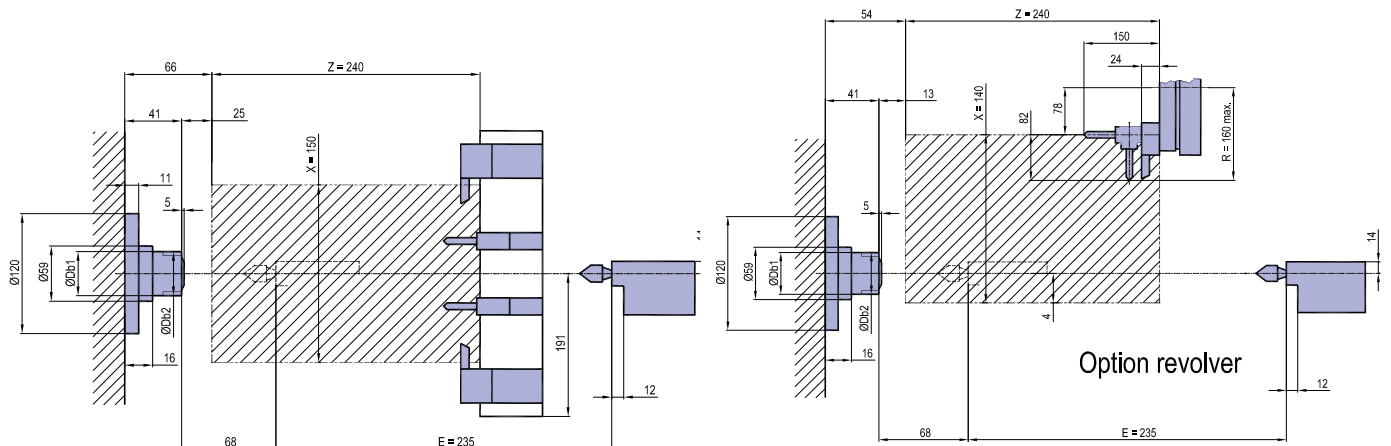 66
Z = 240
41
25
11
X = 150
5
Ø120
Ø59
ØDb1
ØDb2
16
191
12
68
E = 235
54
Z = 240
150
24
41
13
X = 140
82
78
R = 160 max.
5
Ø120
Ø59
ØDb1
ØDb2
14
4
16
Option revolver
12
68
E = 235